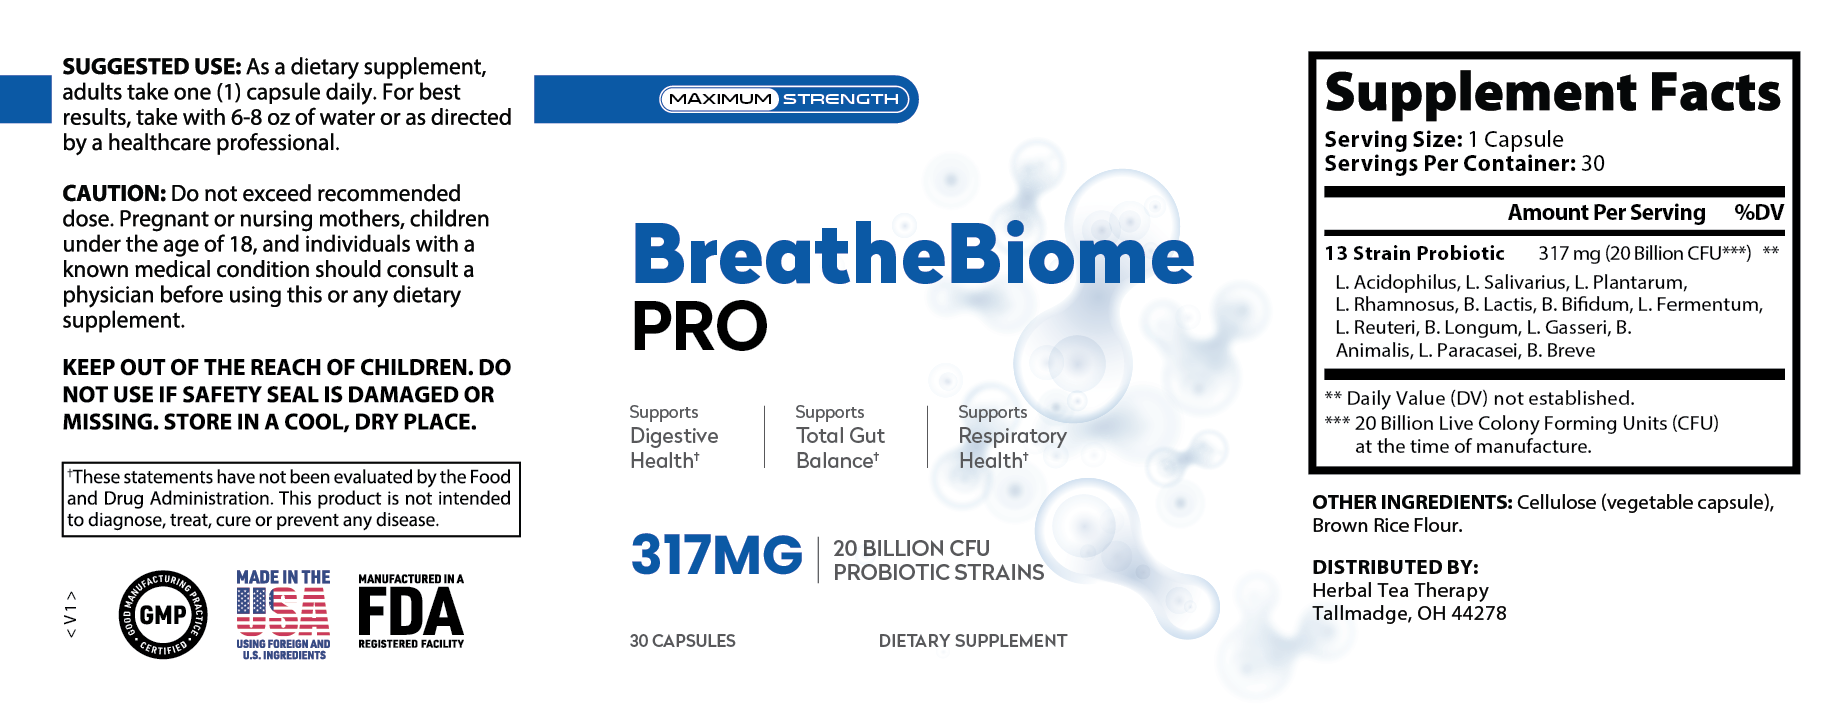 SUGGESTED USE: As a dietary supplement,
adults take one (1) capsule daily. For best
results, take with 6-8 oz of water or as directed
by a healthcare professional.
CAUTION: Do not exceed recommended
dose. Pregnant or nursing mothers, children
under the age of 18, and individuals with a
known medical condition should consult a
physician before using this or any dietary
supplement.
KEEP OUT OF THE REACH OF CHILDREN. DO
NOT USE IF SAFETY SEAL IS DAMAGED OR
MISSING. STORE IN A COOL, DRY PLACE.
†These statements have not been evaluated by the Food
and Drug Administration. This product is not intended
to diagnose, treat, cure or prevent any disease.
< V1 >
GOOD MANUFACTURING PRACTICE
GMP
• CERTIFIED •
MADE IN THE
USA
USING FOREIGN AND
U.S. INGREDIENTS
MANUFACTURED IN A
FDA
REGISTERED FACILITY
MAXIMUM STRENGTH
BreatheBiome
PRO
Supports
Digestive
Health†
Supports
Total Gut
Balance†
Supports
Respiratory
Health†
317MG
20 BILLION CFU
PROBIOTIC STRAINS
30 CAPSULES
DIETARY SUPPLEMENT
Supplement Facts
Serving Size: 1 Capsule
Servings Per Container: 30
Amount Per Serving %DV
13 Strain Probiotic 317 mg (20 Billion CFU***) **
L. Acidophilus, L. Salivarius, L. Plantarum,
L. Rhamnosus, B. Lactis, B. Bifidum, L. Fermentum,
L. Reuteri, B. Longum, L. Gasseri, B.
Animalis, L. Paracasei, B. Breve
** Daily Value (DV) not established.
*** 20 Billion Live Colony Forming Units (CFU)
at the time of manufacture.
OTHER INGREDIENTS: Cellulose (vegetable capsule),
Brown Rice Flour.
DISTRIBUTED BY:
Herbal Tea Therapy
Tallmadge, OH 44278